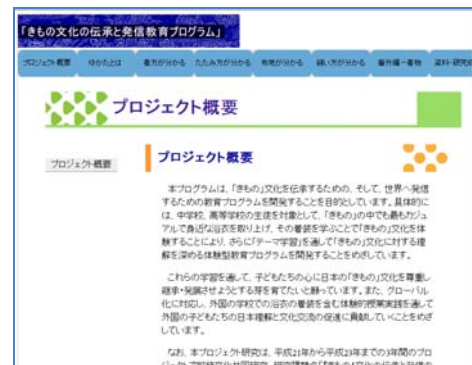 「きもの文化の伝承と発信教育プログラム」
プロジェクト概要 ゆかたとは 着方が分かる たたみ方が分かる 布地が分かる 縫い方が分かる 番外編-着物
プロジェクト概要
プロジェクト概要
プロジェクト概要
本プログラムは、「きもの」文化を伝承するための、そして、世界へ発信
するための教育プログラムを開発することを目的としています。具体的に
は、中学校、高等学校の生徒を対象として、「きもの」の中でも最もカジュ
アルで身近な浴衣を取り上げ、その着装を学ぶことで「きもの」文化を体
験することにより、さらに「テーマ学習」を通して「きもの」文化に対する理
解を深める体験型教育プログラムを開発することをめざしています。
これらの学習を通して、子どもたちの心に日本の「きもの」文化を尊重し
継承・発展させようとする芽を育てたいと願っています。また、グローバル
化に対応し、外国の学校での浴衣の着装を含む体験的授業実践を通して
外国の子どもたちの日本理解と文化交流の促進に貢献していくことをめざ
しています。
なお、本プロジェクト研究は、平成21年から平成23年までの3年間のプロ